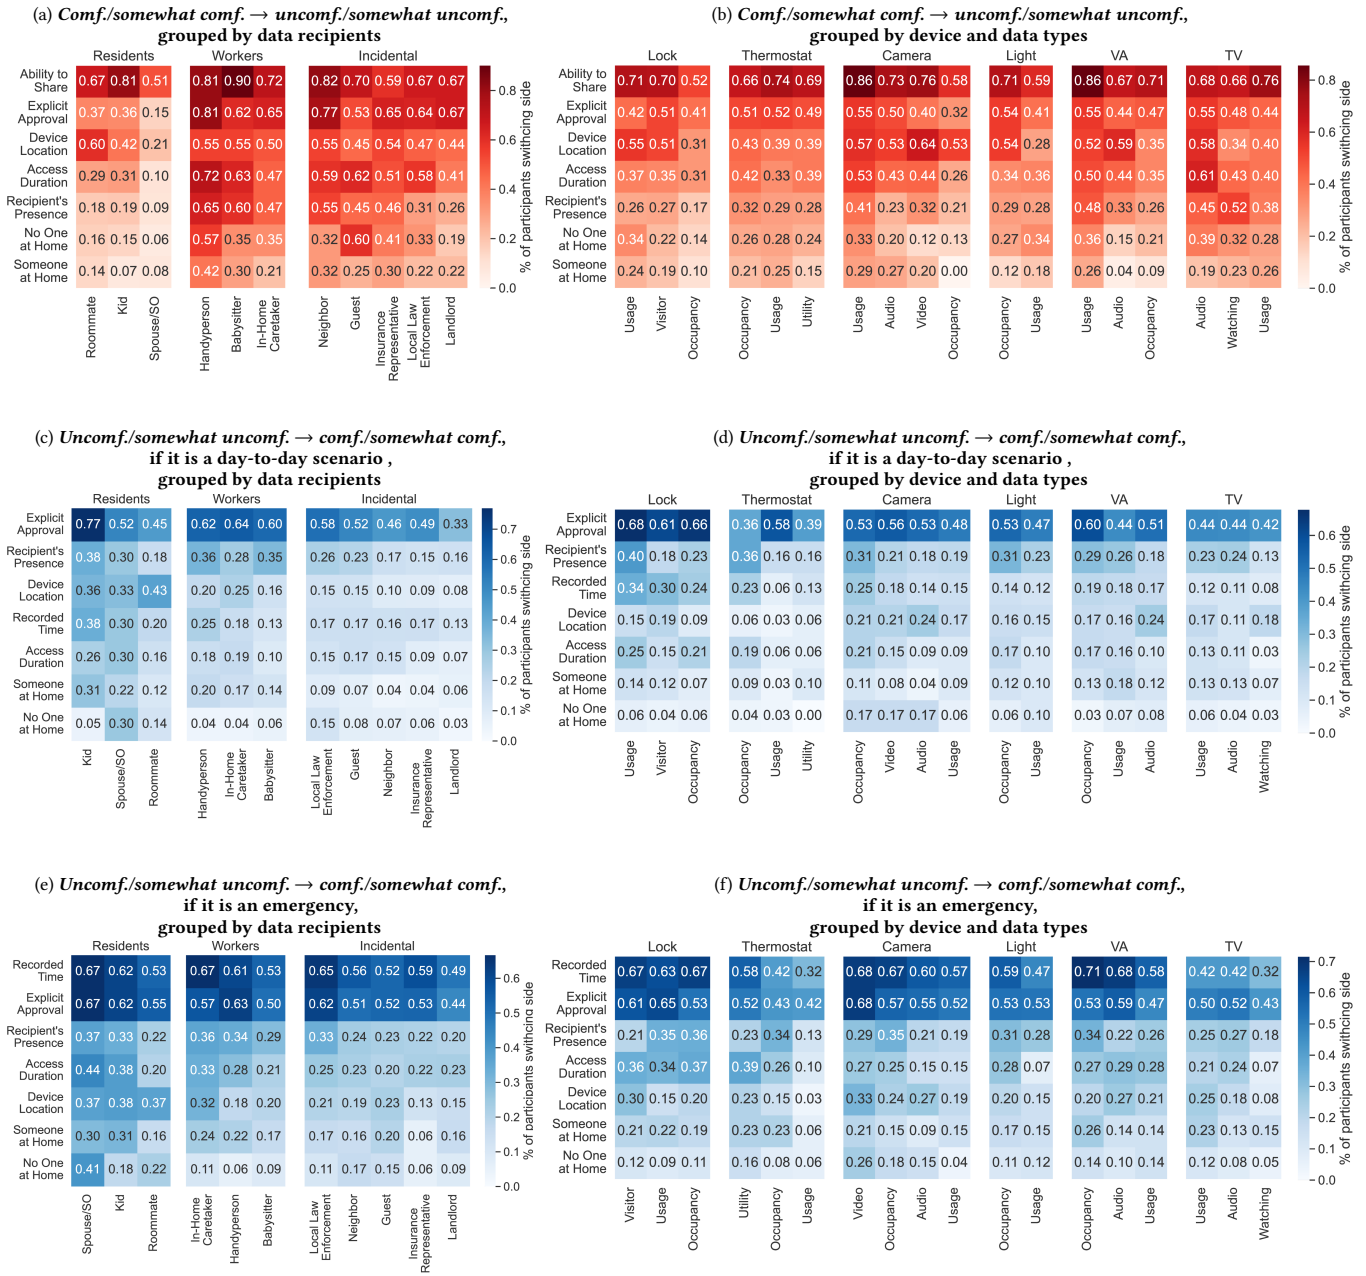 (a) Comf./somewhat comf. → uncomf./somewhat uncomf.,
grouped by data recipients
Residents Workers Incidental
Ability to
Share 0.67 0.81 0.51 0.81 0.90 0.72 0.82 0.70 0.59 0.67 0.67
Explicit
Approval 0.37 0.36 0.15 0.81 0.62 0.65 0.77 0.53 0.65 0.64 0.67
Device
Location 0.60 0.42 0.21 0.55 0.55 0.50 0.55 0.45 0.54 0.47 0.44
Access
Duration 0.29 0.31 0.10 0.72 0.63 0.47 0.59 0.62 0.51 0.58 0.41
Recipient's
Presence 0.18 0.19 0.09 0.65 0.60 0.47 0.55 0.45 0.46 0.31 0.26
No One
at Home 0.16 0.15 0.06 0.57 0.35 0.35 0.32 0.60 0.41 0.33 0.19
Someone
at Home 0.14 0.07 0.08 0.42 0.30 0.21 0.32 0.25 0.30 0.22 0.22
Roommate Kid Spouse/SO Handyperson Babysitter In-Home Caretaker Neighbor Guest Insurance Representative Local Law Enforcement Landlord
0.8
0.6
0.4
0.2
0.0
% of participants swithcing side
(b) Comf./somewhat comf. → uncomf./somewhat uncomf.,
grouped by device and data types
Lock Thermostat Camera Light VA TV
Ability to
Share 0.71 0.70 0.52 0.66 0.74 0.69 0.86 0.73 0.76 0.58 0.71 0.59 0.86 0.67 0.71 0.68 0.66 0.76
Explicit
Approval 0.42 0.51 0.41 0.51 0.52 0.49 0.55 0.50 0.40 0.32 0.54 0.41 0.55 0.44 0.47 0.55 0.48 0.44
Device
Location 0.55 0.51 0.31 0.43 0.39 0.39 0.57 0.53 0.64 0.53 0.54 0.28 0.52 0.59 0.35 0.58 0.34 0.40
Access
Duration 0.37 0.35 0.31 0.42 0.33 0.39 0.53 0.43 0.44 0.26 0.34 0.36 0.50 0.44 0.35 0.61 0.43 0.40
Recipient's
Presence 0.26 0.27 0.17 0.32 0.29 0.28 0.41 0.23 0.32 0.21 0.29 0.28 0.48 0.33 0.26 0.45 0.52 0.38
No One
at Home 0.34 0.22 0.14 0.26 0.28 0.24 0.33 0.20 0.12 0.13 0.27 0.34 0.36 0.15 0.21 0.39 0.32 0.28
Someone
at Home 0.24 0.19 0.10 0.21 0.25 0.15 0.29 0.27 0.20 0.00 0.12 0.18 0.26 0.04 0.09 0.19 0.23 0.26
Usage Visitor Occupancy Occupancy Usage Utility Usage Audio Video Occupancy Occupancy Usage Usage Audio Occupancy Audio Watching Usage
0.8
0.6
0.4
0.2
0.0
% of participants swithcing side
(c) Uncomf./somewhat uncomf. → comf./somewhat comf.,
if it is a day-to-day scenario ,
grouped by data recipients
Residents Workers Incidental
Explicit
Approval 0.77 0.52 0.45 0.62 0.64 0.60 0.58 0.52 0.46 0.49 0.33
Recipient's
Presence 0.38 0.30 0.18 0.36 0.28 0.35 0.26 0.23 0.17 0.15 0.16
Device
Location 0.36 0.33 0.43 0.20 0.25 0.16 0.15 0.15 0.10 0.09 0.08
Recorded
Time 0.38 0.30 0.20 0.25 0.18 0.13 0.17 0.17 0.16 0.17 0.13
Access
Duration 0.26 0.30 0.16 0.18 0.19 0.10 0.15 0.17 0.15 0.09 0.07
Someone
at Home 0.31 0.22 0.12 0.20 0.17 0.14 0.09 0.07 0.04 0.04 0.06
No One
at Home 0.05 0.30 0.14 0.04 0.04 0.06 0.15 0.08 0.07 0.06 0.03
Kid Spouse/SO Roommate Handyperson In-Home Caretaker Babysitter Local Law Enforcement Guest Neighbor Insurance Representative Landlord
0.7
0.6
0.5
0.4
0.3
0.2
0.1
0.0
% of participants swithcing side
(d) Uncomf./somewhat uncomf. → comf./somewhat comf.,
if it is a day-to-day scenario ,
grouped by device and data types
Lock Thermostat Camera Light VA TV
Explicit
Approval 0.68 0.61 0.66 0.36 0.58 0.39 0.53 0.56 0.53 0.48 0.53 0.47 0.60 0.44 0.51 0.44 0.44 0.42
Recipient's
Presence 0.40 0.18 0.23 0.36 0.16 0.16 0.31 0.21 0.18 0.19 0.31 0.23 0.29 0.26 0.18 0.23 0.24 0.13
Recorded
Time 0.34 0.30 0.24 0.23 0.06 0.13 0.25 0.18 0.14 0.15 0.14 0.12 0.19 0.18 0.17 0.12 0.11 0.08
Device
Location 0.15 0.19 0.09 0.06 0.03 0.06 0.21 0.21 0.24 0.17 0.16 0.15 0.17 0.16 0.24 0.17 0.11 0.18
Access
Duration 0.25 0.15 0.21 0.19 0.06 0.06 0.21 0.15 0.09 0.09 0.17 0.10 0.17 0.16 0.10 0.13 0.11 0.03
Someone
at Home 0.14 0.12 0.07 0.09 0.03 0.10 0.11 0.08 0.04 0.09 0.12 0.10 0.13 0.18 0.12 0.13 0.13 0.07
No One
at Home 0.06 0.04 0.06 0.04 0.03 0.00 0.17 0.17 0.17 0.06 0.06 0.10 0.03 0.07 0.08 0.06 0.04 0.03
Usage Visitor Occupancy Occupancy Usage Utility Occupancy Video Audio Usage Occupancy Usage Occupancy Usage Audio Usage Audio Watching
0.6
0.5
0.4
0.3
0.2
0.1
0.0
% of participants swithcing side
(e) Uncomf./somewhat uncomf. → comf./somewhat comf.,
if it is an emergency,
grouped by data recipients
Residents Workers Incidental
Recorded
Time 0.67 0.62 0.53 0.67 0.61 0.53 0.65 0.56 0.52 0.59 0.49
Explicit
Approval 0.67 0.62 0.55 0.57 0.63 0.50 0.62 0.51 0.52 0.53 0.44
Recipient's
Presence 0.37 0.33 0.22 0.36 0.34 0.29 0.33 0.24 0.23 0.22 0.20
Access
Duration 0.44 0.38 0.20 0.33 0.28 0.21 0.25 0.23 0.20 0.22 0.23
Device
Location 0.37 0.38 0.37 0.32 0.18 0.20 0.21 0.19 0.23 0.13 0.15
Someone
at Home 0.30 0.31 0.16 0.24 0.22 0.17 0.17 0.16 0.20 0.06 0.16
No One
at Home 0.41 0.18 0.22 0.11 0.06 0.09 0.11 0.17 0.15 0.06 0.09
Spouse/SO Kid Roommate In-Home Caretaker Handyperson Babysitter Local Law Enforcement Neighbor Guest Insurance Representative Landlord
0.6
0.5
0.4
0.3
0.2
0.1
0.0
% of participants swithcing side
(f) Uncomf./somewhat uncomf. → comf./somewhat comf.,
if it is an emergency,
grouped by device and data types
Lock Thermostat Camera Light VA TV
Recorded
Time 0.67 0.63 0.67 0.58 0.42 0.32 0.68 0.67 0.60 0.57 0.59 0.47 0.71 0.68 0.58 0.42 0.42 0.32
Explicit
Approval 0.61 0.65 0.53 0.52 0.43 0.42 0.68 0.57 0.55 0.52 0.53 0.53 0.53 0.59 0.47 0.50 0.52 0.43
Recipient's
Presence 0.21 0.35 0.36 0.23 0.34 0.13 0.29 0.35 0.21 0.19 0.31 0.28 0.34 0.22 0.26 0.25 0.27 0.18
Access
Duration 0.36 0.34 0.37 0.39 0.26 0.10 0.27 0.25 0.15 0.15 0.28 0.07 0.27 0.29 0.28 0.21 0.24 0.07
Device
Location 0.30 0.15 0.20 0.23 0.15 0.03 0.33 0.24 0.27 0.19 0.20 0.15 0.20 0.27 0.21 0.25 0.18 0.08
Someone
at Home 0.21 0.22 0.19 0.23 0.23 0.06 0.21 0.15 0.09 0.15 0.17 0.15 0.26 0.14 0.14 0.23 0.13 0.15
No One
at Home 0.12 0.09 0.11 0.16 0.08 0.06 0.26 0.18 0.15 0.04 0.11 0.12 0.14 0.10 0.14 0.12 0.08 0.05
Visitor Usage Occupancy Utility Occupancy Usage Video Occupancy Audio Usage Occupancy Usage Occupancy Audio Usage Usage Audio Watching
0.7
0.6
0.5
0.4
0.3
0.2
0.1
0.0
% of participants swithcing side